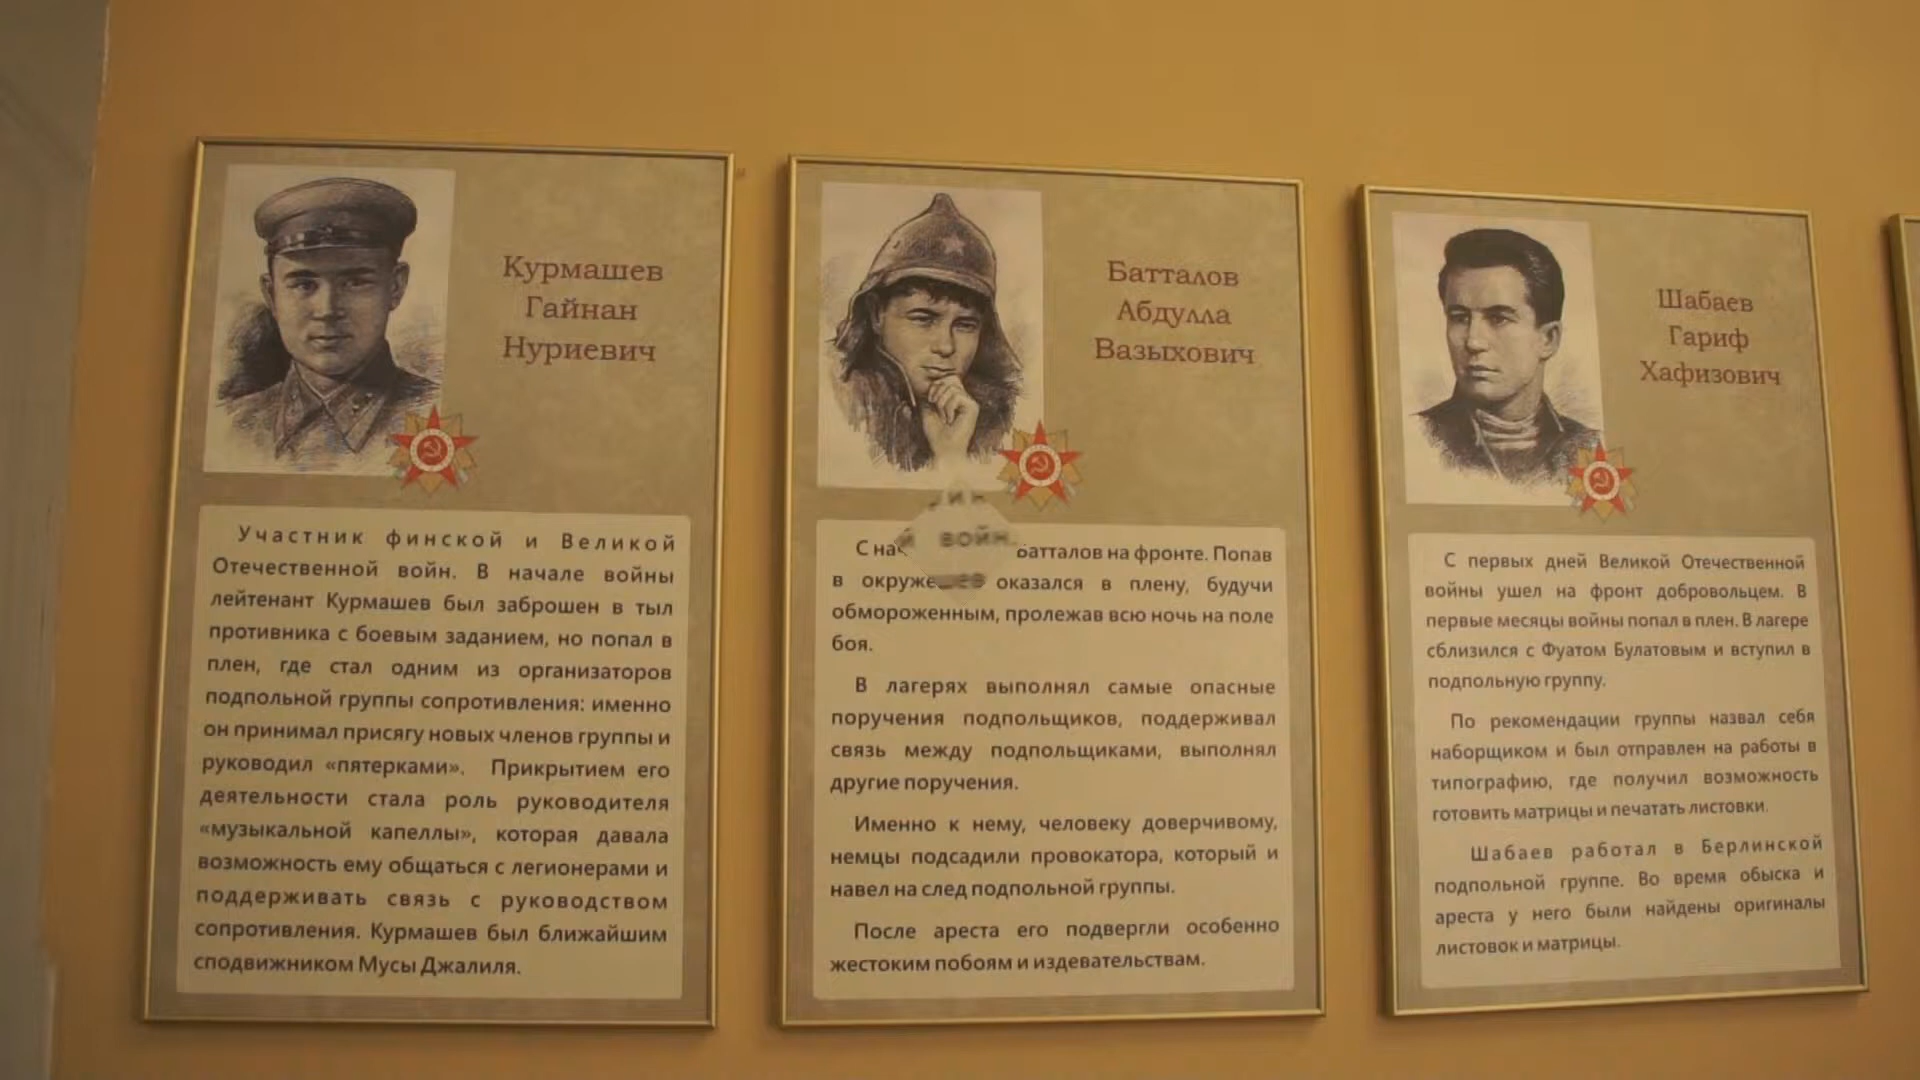 Курмашев
Гайнан
Нуриевич
Участник финской и Великой
Отечественной войн. В начале войны
лейтенант Курмашев был заброшен в тыл
противника с боевым заданием, но попал в
плен, где стал одним из организаторов
подпольной группы сопротивления: именно
он принимал присягу новых членов группы и
руководил «пятерками». Прикрытием его
деятельности стала роль руководителя
«музыкальной капеллы», которая давала
возможность ему общаться с легионерами и
поддерживать связь с руководством
сопротивления. Курмашев был ближайшим
сподвижником Мусы Джалиля.
Батталов
Абдулла
Вазыхович
С Батталов на фронте. Попав
в оказался в плену, будучи
обмороженным, пролежав всю ночь на поле
боя.
В лагерях выполнял самые опасные
поручения подпольщиков, поддерживал
связь между подпольщиками, выполнял
другие поручения.
Именно к нему, человеку доверчивому,
немцы подсадили провокатора, который и
навел на след подпольной группы.
После ареста его подвергли особенно
жестоким побоям и издевательствам.
Шабаев
Гариф
Хафизович
С первых дней Великой Отечественной
войны ушел на фронт добровольцем. В
первые месяцы войны попал в плен. В лагере
сблизился с Фуатом Булатовым и вступил в
подпольную группу.
По рекомендации группы назвал себя
наборщиком и был отправлен на работы в
типографию, где получил возможность
готовить матрицы и печатать листовки.
Шабаев работал в Берлинской
подпольной группе. Во время обыска и
ареста у него были найдены оригиналы
листовок и матрицы.